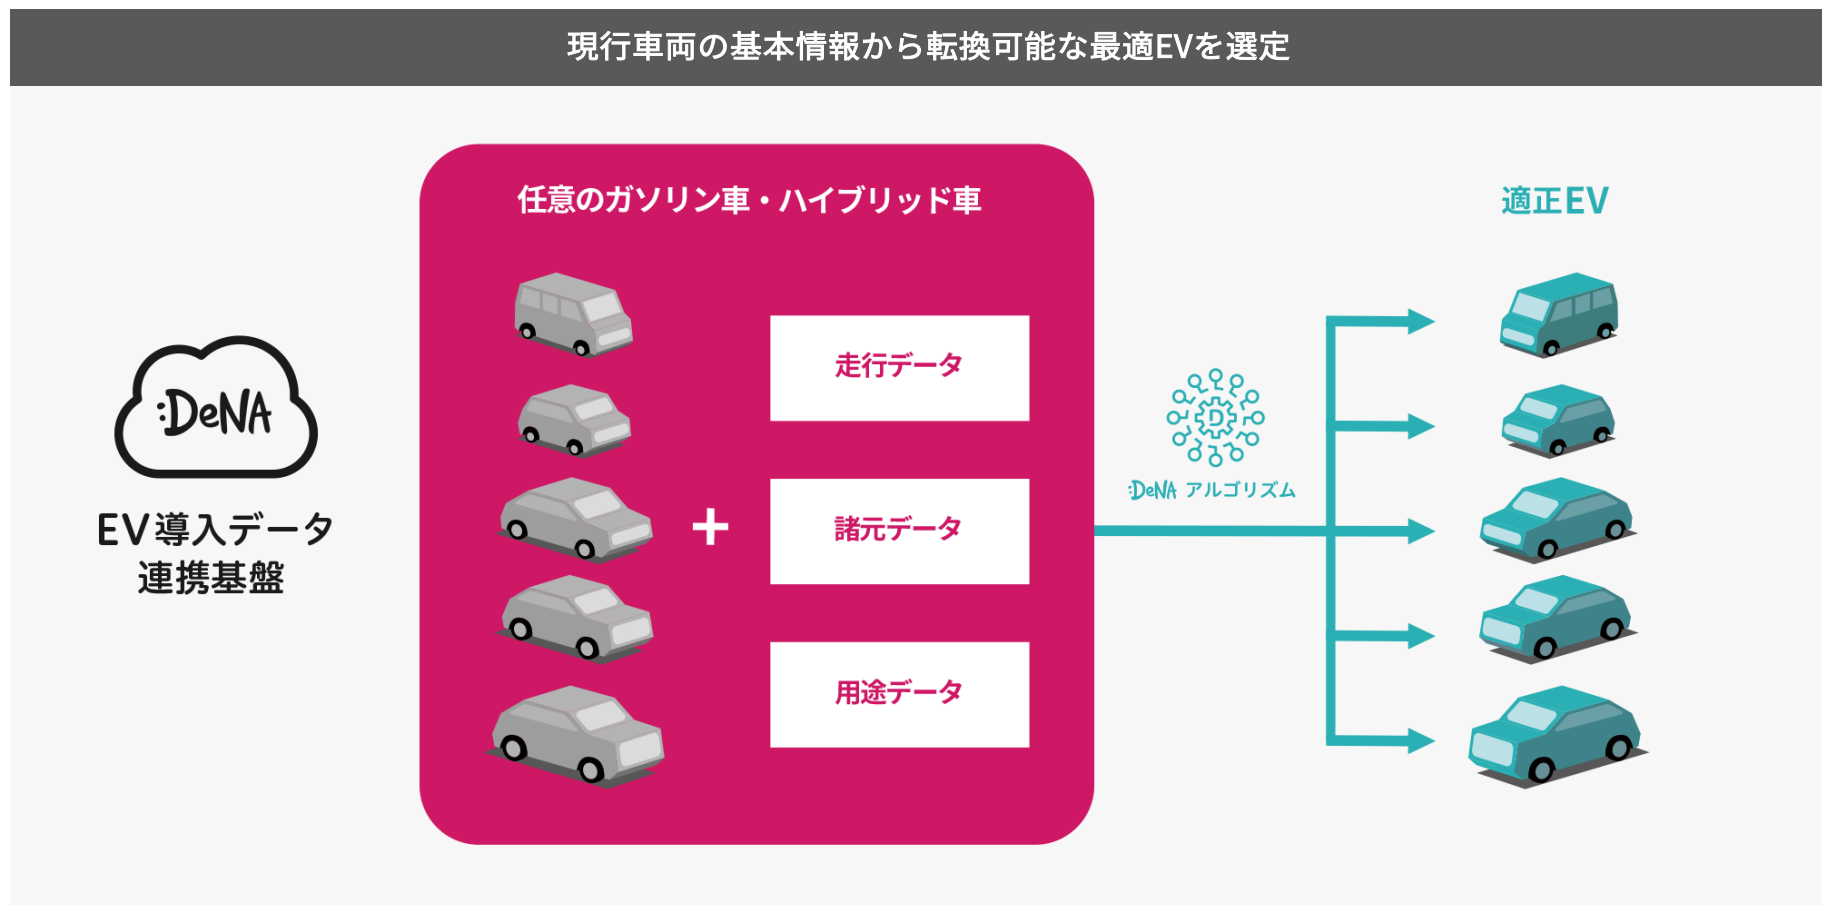 現行車両の基本情報から転換可能な最適EVを選定
:DeNA
EV導入データ
連携基盤
任意のガソリン車・ハイブリッド車
+
走行データ
諸元データ
用途データ
D
:DeNA アルゴリズム
適正EV